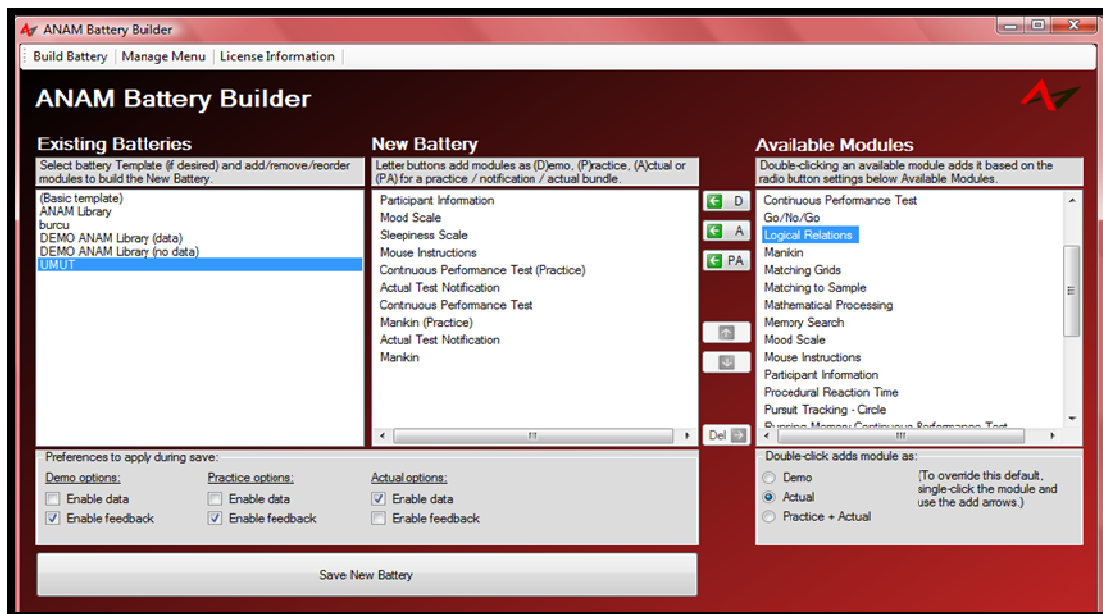 ANAM Battery Builder
Build Battery
Manage Menu
License Information
ANAM Battery Builder
Existing Batteries
Select battery Template (if desired) and add/remove/reorder
modules to build the New Battery.
(Basic template)
ANAM Library
burcu
DEMO ANAM Library (data)
DEMO ANAM Library (no data)
UMUT
New Battery
Letter buttons add modules as (D)emo, (P)ractice, (A)ctual or
(PA) for a practice / notification / actual bundle.
Participant Information
Mood Scale
Sleepiness Scale
Mouse Instructions
Continuous Performance Test (Practice)
Actual Test Notification
Continuous Performance Test
Manikin (Practice)
Actual Test Notification
Manikin
D
A
PA
Del
Available Modules
Double-clicking an available module adds it based on the
radio button settings below Available Modules.
Continuous Performance Test
Go/No/Go
Logical Relations
Manikin
Matching Grids
Matching to Sample
Mathematical Processing
Memory Search
Mood Scale
Mouse Instructions
Participant Information
Procedural Reaction Time
Pursuit Tracking - Circle
Running Memory Continuous Performance Test
Preferences to apply during save:
Demo options:
Enable data
Enable feedback
Practice options:
Enable data
Enable feedback
Actual options:
Enable data
Enable feedback
Double-click adds module as:
Demo
Actual
Practice + Actual
(To override this default,
single-click the module and
use the add arrows.)
Save New Battery